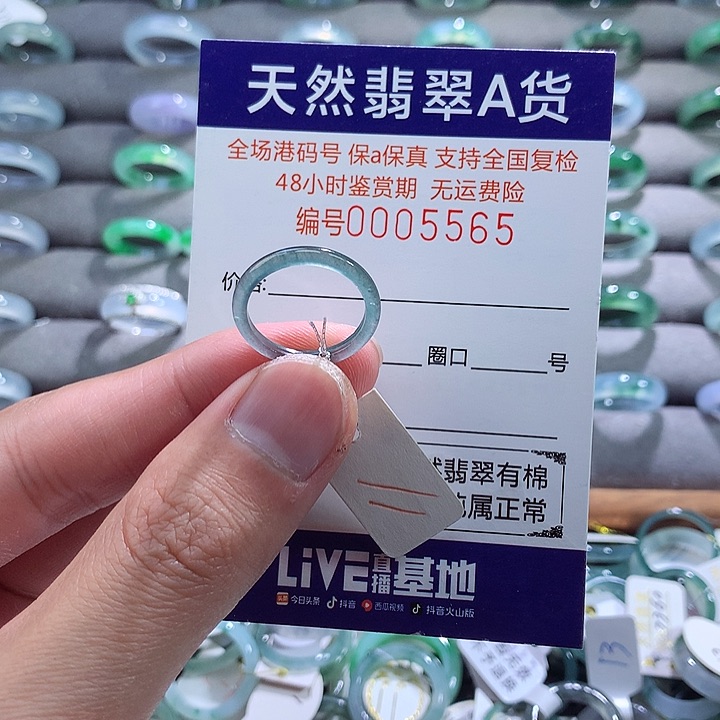 天然翡翠A货
全场港码号 保a保真 支持全国复检
48小时鉴赏期 无运费险
编号0005565
价格:
圈口 号
然翡翠有棉
属正常
LiVE直播基地
头条 今日头条 抖音 西瓜视频 抖音火山版
13